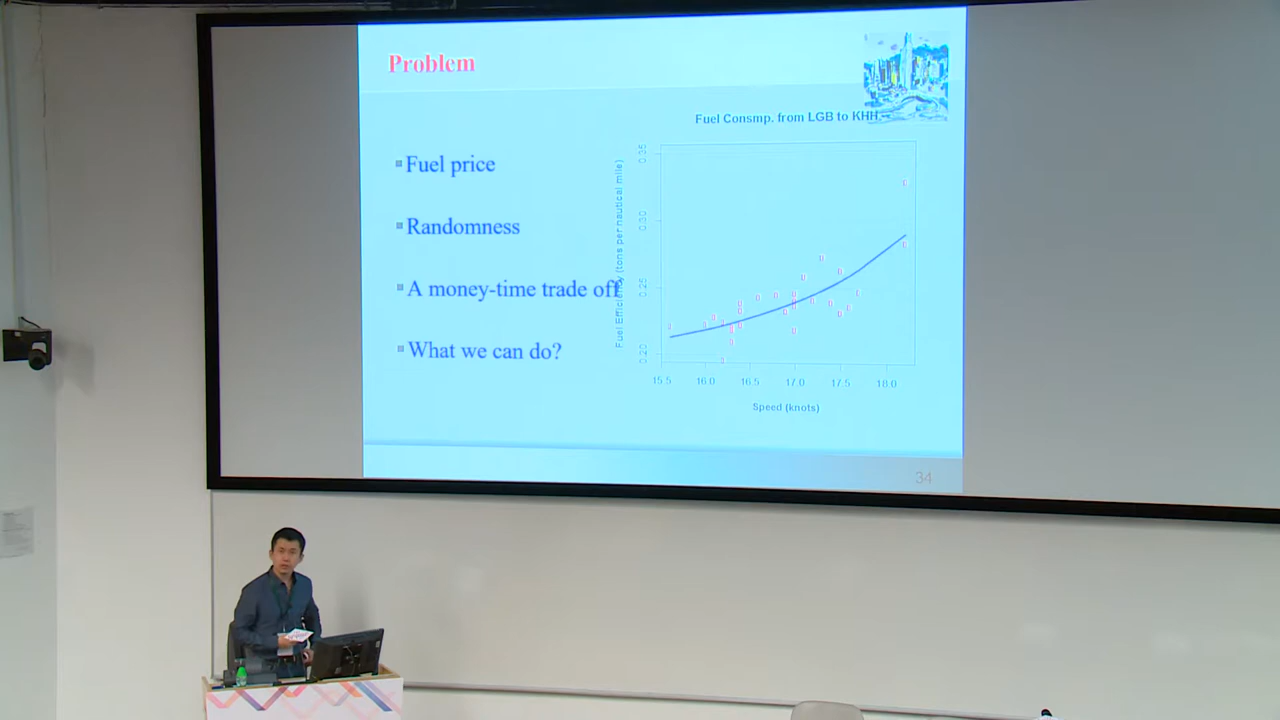 Problem
Fuel price
Randomness
A money-time trade off
What we can do?
Fuel Consmp. from LGB to KHH
Fuel Efficiency (tons per nautical mile)
0.35
0.30
0.25
0.20
15.5 16.0 16.5 17.0 17.5 18.0
Speed (knots)
34